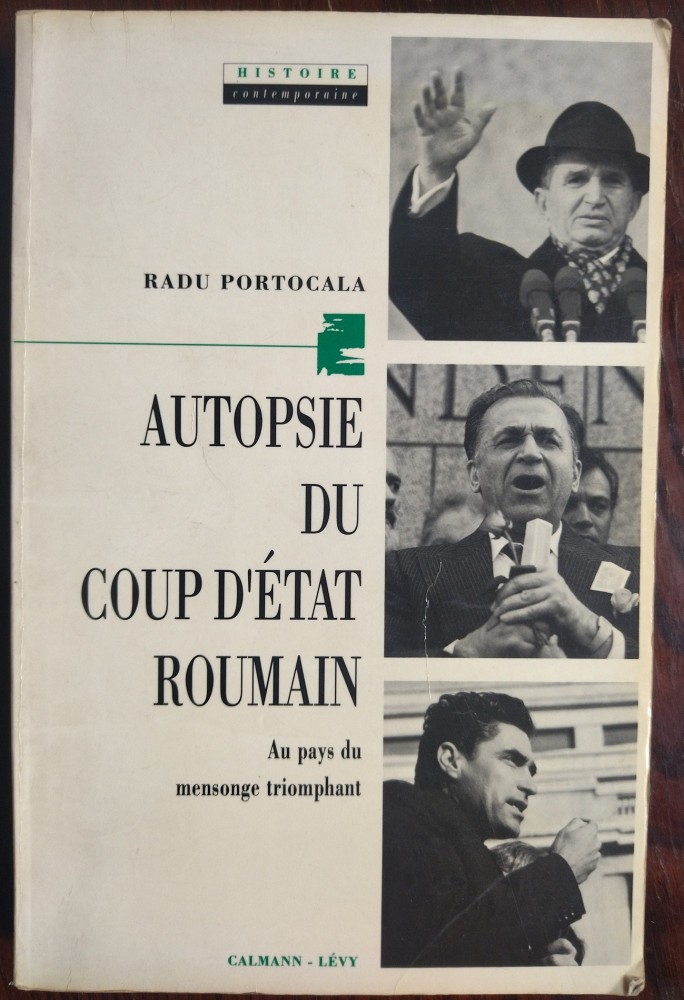 HISTOIRE
contemporaine
RADU PORTOCALA
AUTOPSIE
DU
COUP D'ÉTAT
ROUMAIN
Au pays du
mensonge triomphant
CALMANN - LÉVY